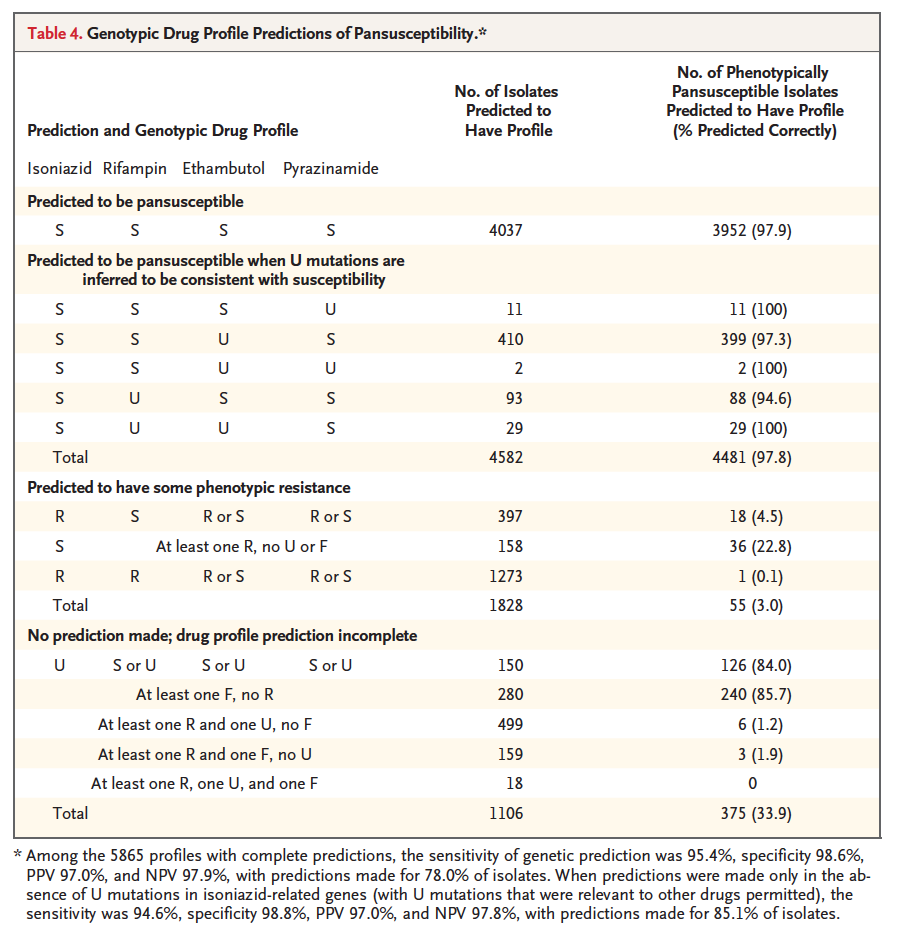 Table 4. Genotypic Drug Profile Predictions of Pansusceptibility.*
Prediction and Genotypic Drug Profile No. of Isolates Predicted to Have Profile No. of Phenotypically Pansusceptible Isolates Predicted to Have Profile (% Predicted Correctly)
Isoniazid Rifampin Ethambutol Pyrazinamide
Predicted to be pansusceptible
S S S S 4037 3952 (97.9)
Predicted to be pansusceptible when U mutations are
inferred to be consistent with susceptibility
S S S U 11 11 (100)
S S U S 410 399 (97.3)
S S U U 2 2 (100)
S U S S 93 88 (94.6)
S U U S 29 29 (100)
Total 4582 4481 (97.8)
Predicted to have some phenotypic resistance
R S R or S R or S 397 18 (4.5)
S At least one R, no U or F 158 36 (22.8)
R R R or S R or S 1273 1 (0.1)
Total 1828 55 (3.0)
No prediction made; drug profile prediction incomplete
U S or U S or U S or U 150 126 (84.0)
At least one F, no R 280 240 (85.7)
At least one R and one U, no F 499 6 (1.2)
At least one R and one F, no U 159 3 (1.9)
At least one R, one U, and one F 18 0
Total 1106 375 (33.9)
* Among the 5865 profiles with complete predictions, the sensitivity of genetic prediction was 95.4%, specificity 98.6%,
PPV 97.0%, and NPV 97.9%, with predictions made for 78.0% of isolates. When predictions were made only in the ab-
sence of U mutations in isoniazid-related genes (with U mutations that were relevant to other drugs permitted), the
sensitivity was 94.6%, specificity 98.8%, PPV 97.0%, and NPV 97.8%, with predictions made for 85.1% of isolates.